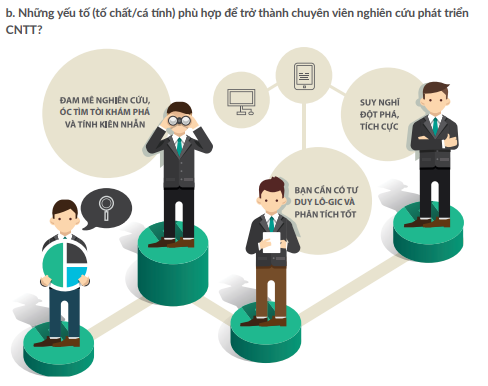 b. Những yếu tố (tố chất/cá tính) phù hợp để trở thành chuyên viên nghiên cứu phát triển
CNTT?
ĐAM MÊ NGHIÊN CỨU,
ÓC TÌM TÒI KHÁM PHÁ
VÀ TÍNH KIÊN NHẪN
SUY NGHĨ
ĐỘT PHÁ,
TÍCH CỰC
BẠN CẦN CÓ TƯ
DUY LÔ-GIC VÀ
PHÂN TÍCH TỐT